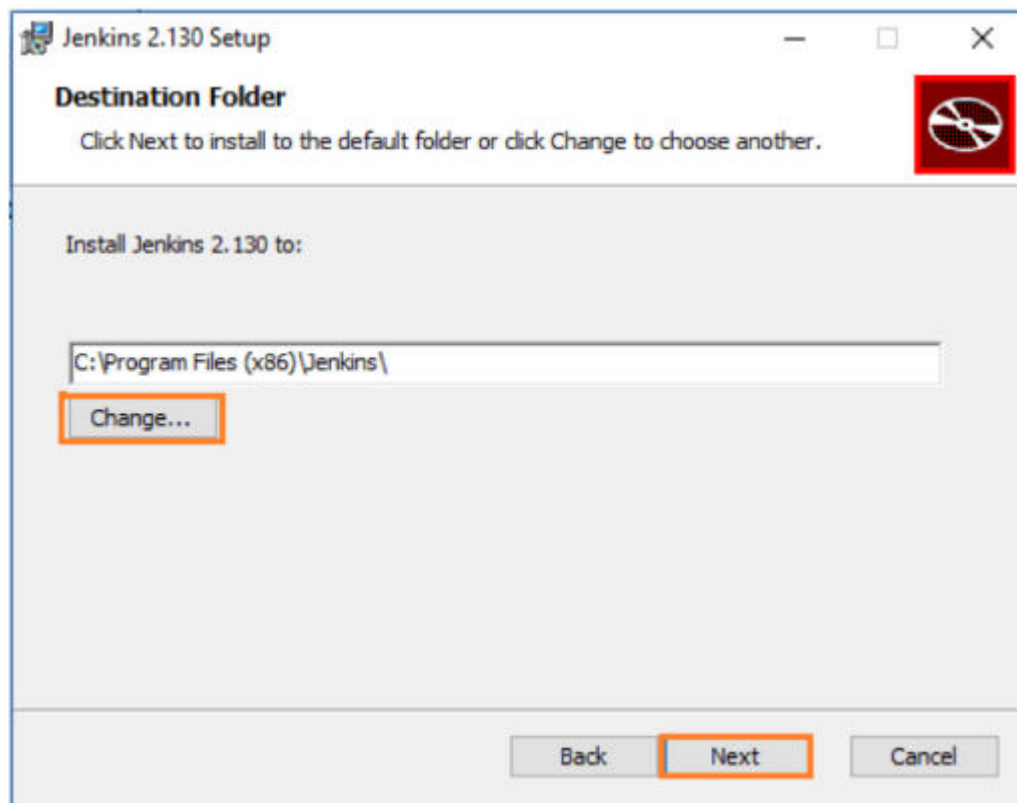 Jenkins 2.130 Setup
Destination Folder
Click Next to install to the default folder or click Change to choose another.
Install Jenkins 2.130 to:
C:\Program Files (x86)\Jenkins\
Change...
Back Next Cancel